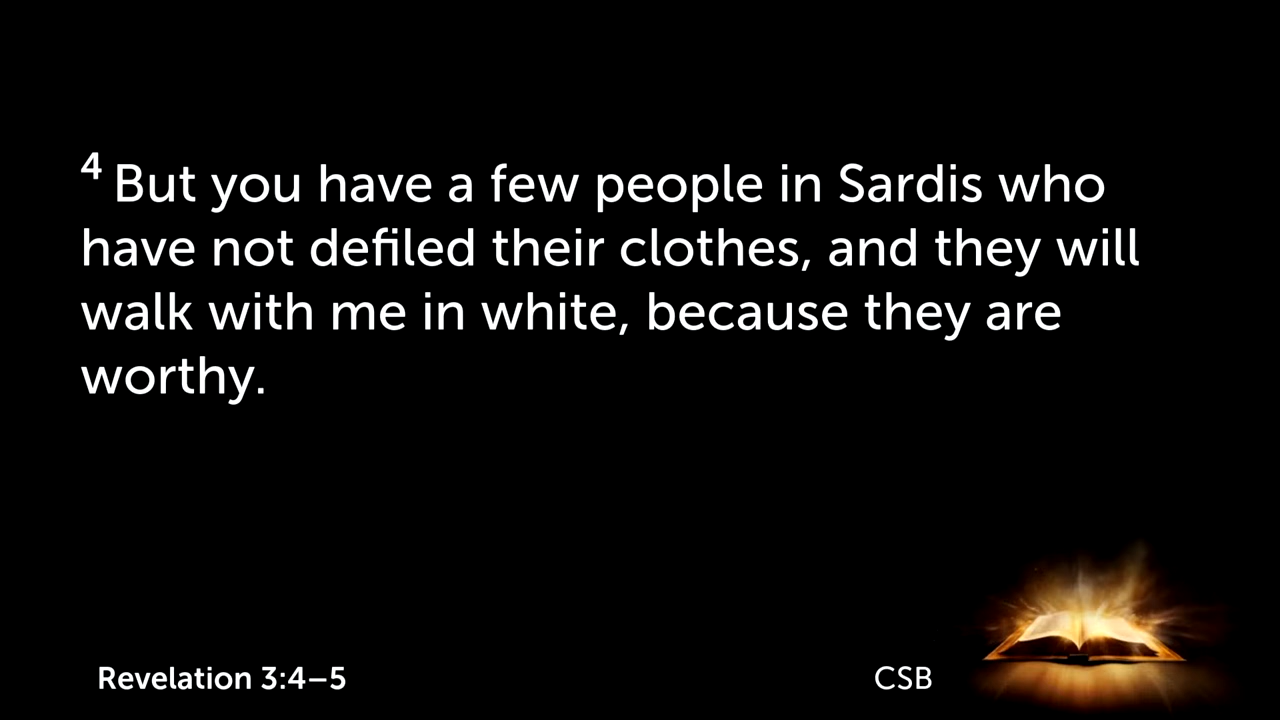 4 But you have a few people in Sardis who
have not defiled their clothes, and they will
walk with me in white, because they are
worthy.
Revelation 3:4–5
CSB